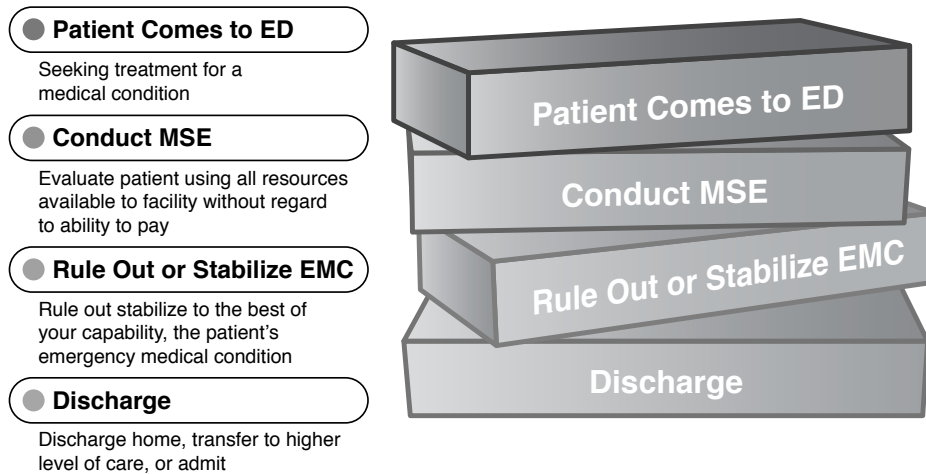 Patient Comes to ED
Seeking treatment for a
medical condition
Conduct MSE
Evaluate patient using all resources
available to facility without regard
to ability to pay
Rule Out or Stabilize EMC
Rule out stabilize to the best of
your capability, the patient’s
emergency medical condition
Discharge
Discharge home, transfer to higher
level of care, or admit
Patient Comes to ED
Conduct MSE
Rule Out or Stabilize EMC
Discharge